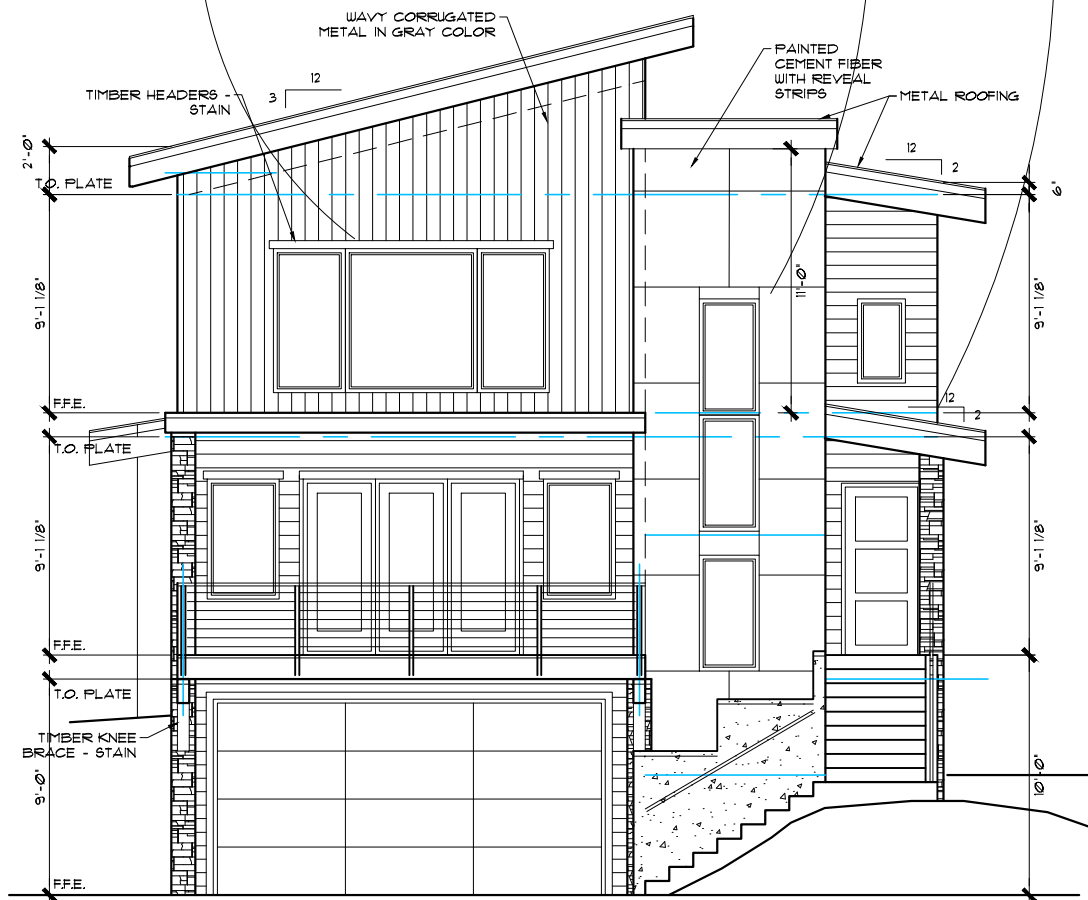 WAVY CORRUGATED
METAL IN GRAY COLOR
PAINTED
CEMENT FIBER
WITH REVEAL
STRIPS
12
3
TIMBER HEADERS -
STAIN
METAL ROOFING
2'-0"
12
2
T.O. PLATE
6"
9'-1 1/8"
11'-0"
9'-1 1/8"
F.F.E.
12
2
T.O. PLATE
9'-1 1/8"
9'-1 1/8"
F.F.E.
T.O. PLATE
TIMBER KNEE
BRACE - STAIN
9'-0"
10'-0"
F.F.E.